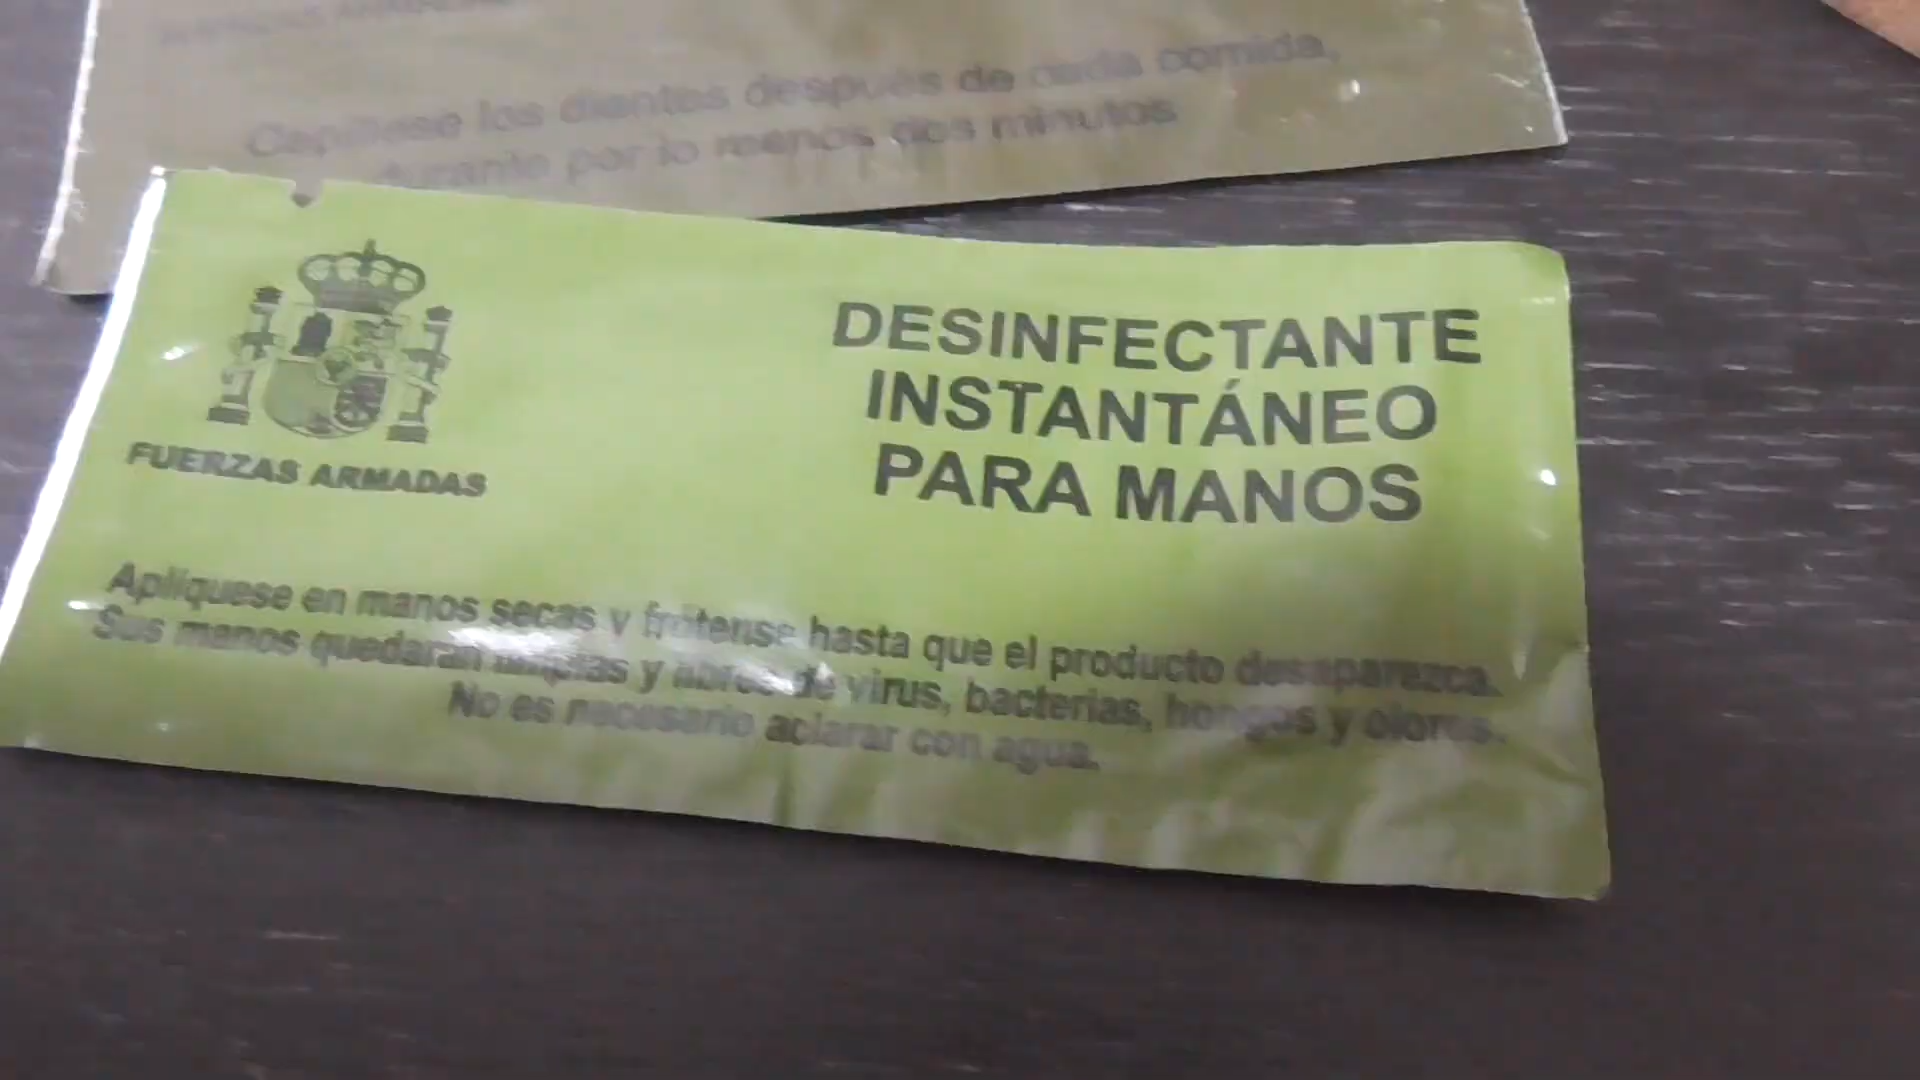 Cepíllese los dientes después de cada comida,
durante por lo menos dos minutos
FUERZAS ARMADAS
DESINFECTANTE
INSTANTÁNEO
PARA MANOS
Aplíquese en manos secas y frótense hasta que el producto desaparezca.
Sus manos quedarán limpias y libres de virus, bacterias, hongos y olores.
No es necesario aclarar con agua.